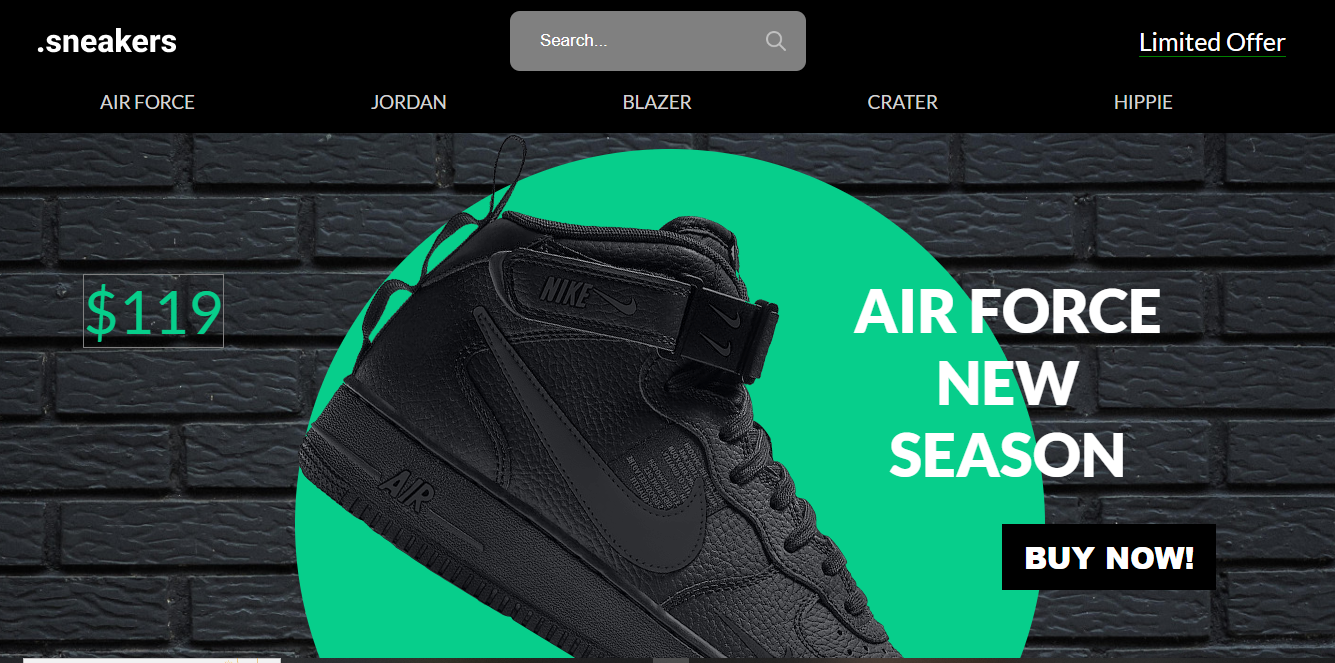 .sneakers
Search...
Limited Offer
AIR FORCE
JORDAN
BLAZER
CRATER
HIPPIE
$119
NIKE
AIR
AIR FORCE
NEW
SEASON
BUY NOW!